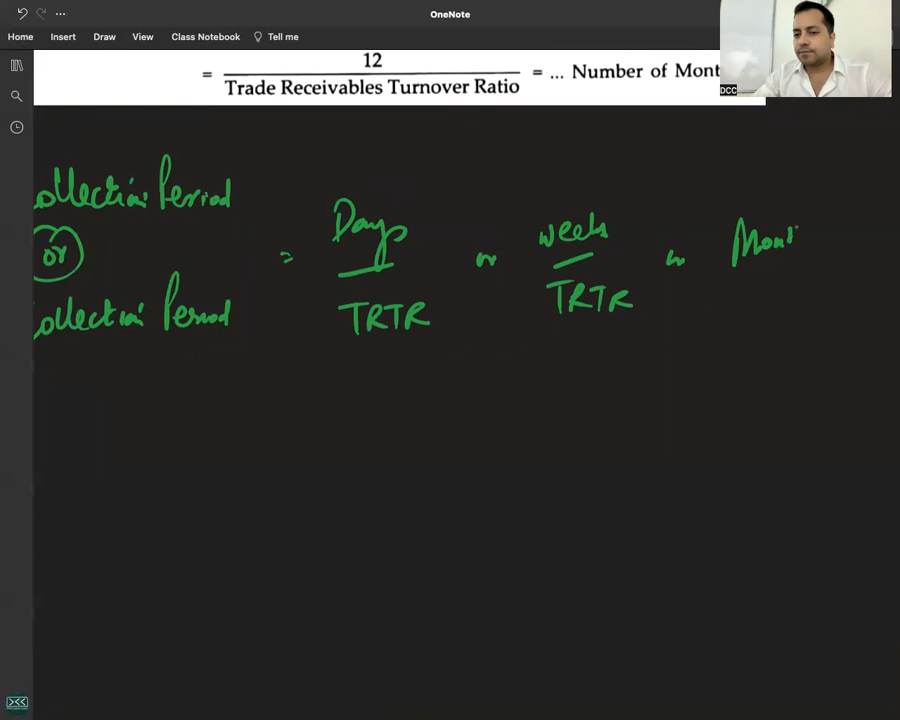 OneNote
Home Insert Draw View Class Notebook Tell me
= 12 / Trade Receivables Turnover Ratio = ... Number of Mont
DCC
ollection Period
or
ollection Period
= Days / TRTR or weeks / TRTR or Mont